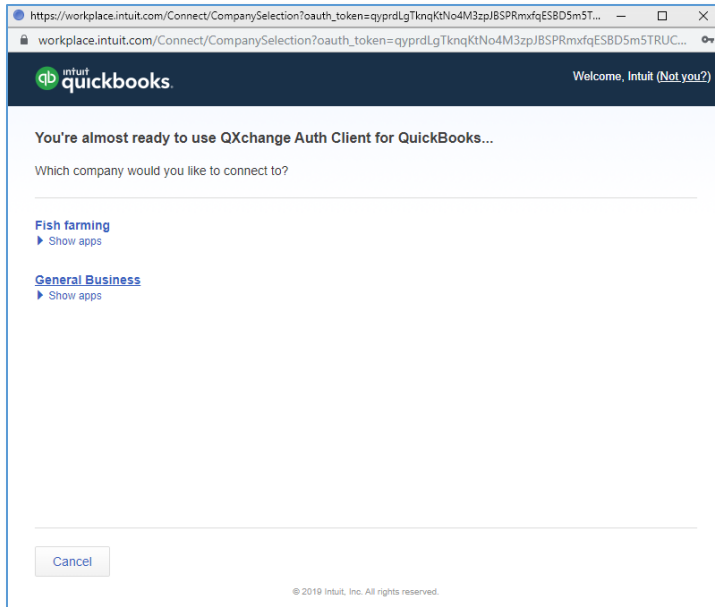 https://workplace.intuit.com/Connect/CompanySelection?oauth_token=qyprdLgTknqKtNo4M3zpJBSPRmxfqESBD5m5T...
workplace.intuit.com/Connect/CompanySelection?oauth_token=qyprdLgTknqKtNo4M3zpJBSPRmxfqESBD5m5TRUC...
qb intuit quickbooks.
Welcome, Intuit (Not you?)
You're almost ready to use QXchange Auth Client for QuickBooks...
Which company would you like to connect to?
Fish farming
Show apps
General Business
Show apps
Cancel
© 2019 Intuit, Inc. All rights reserved.